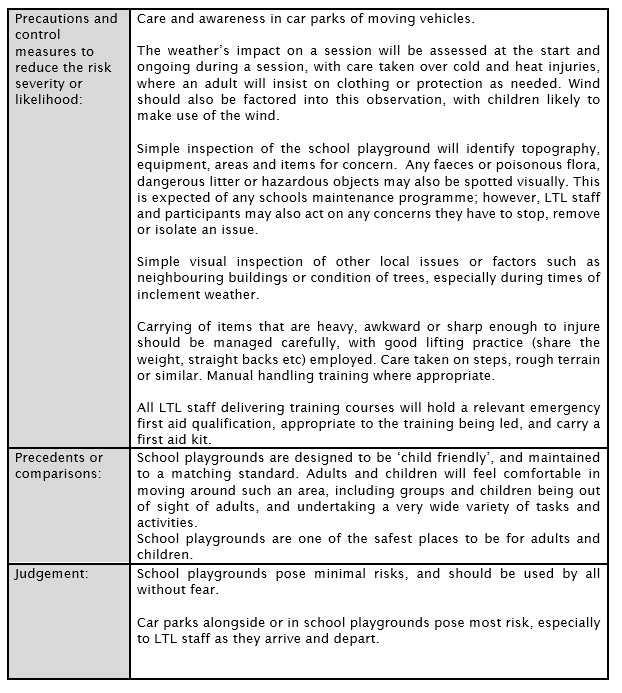 Precautions and
control
measures to
reduce the risk
severity or
likelihood:
Care and awareness in car parks of moving vehicles.
The weather's impact on a session will be assessed at the start and
ongoing during a session, with care taken over cold and heat injuries,
where an adult will insist on clothing or protection as needed. Wind
should also be factored into this observation, with children likely to
make use of the wind.
Simple inspection of the school playground will identify topography,
equipment, areas and items for concern.  Any faeces or poisonous flora,
dangerous litter or hazardous objects may also be spotted visually. This
is expected of any schools maintenance programme; however, LTL staff
and participants may also act on any concerns they have to stop, remove
or isolate an issue.
Simple visual inspection of other local issues or factors such as
neighbouring buildings or condition of trees, especially during times of
inclement weather.
Carrying of items that are heavy, awkward or sharp enough to injure
should be managed carefully, with good lifting practice (share the
weight, straight backs etc) employed. Care taken on steps, rough terrain
or similar. Manual handling training where appropriate.
All LTL staff delivering training courses will hold a relevant emergency
first aid qualification, appropriate to the training being led, and carry a
first aid kit.
Precedents or
comparisons:
School playgrounds are designed to be 'child friendly', and maintained
to a matching standard. Adults and children will feel comfortable in
moving around such an area, including groups and children being out
of sight of adults, and undertaking a very wide variety of tasks and
activities.
School playgrounds are one of the safest places to be for adults and
children.
Judgement:
School playgrounds pose minimal risks, and should be used by all
without fear.
Car parks alongside or in school playgrounds pose most risk, especially
to LTL staff as they arrive and depart.